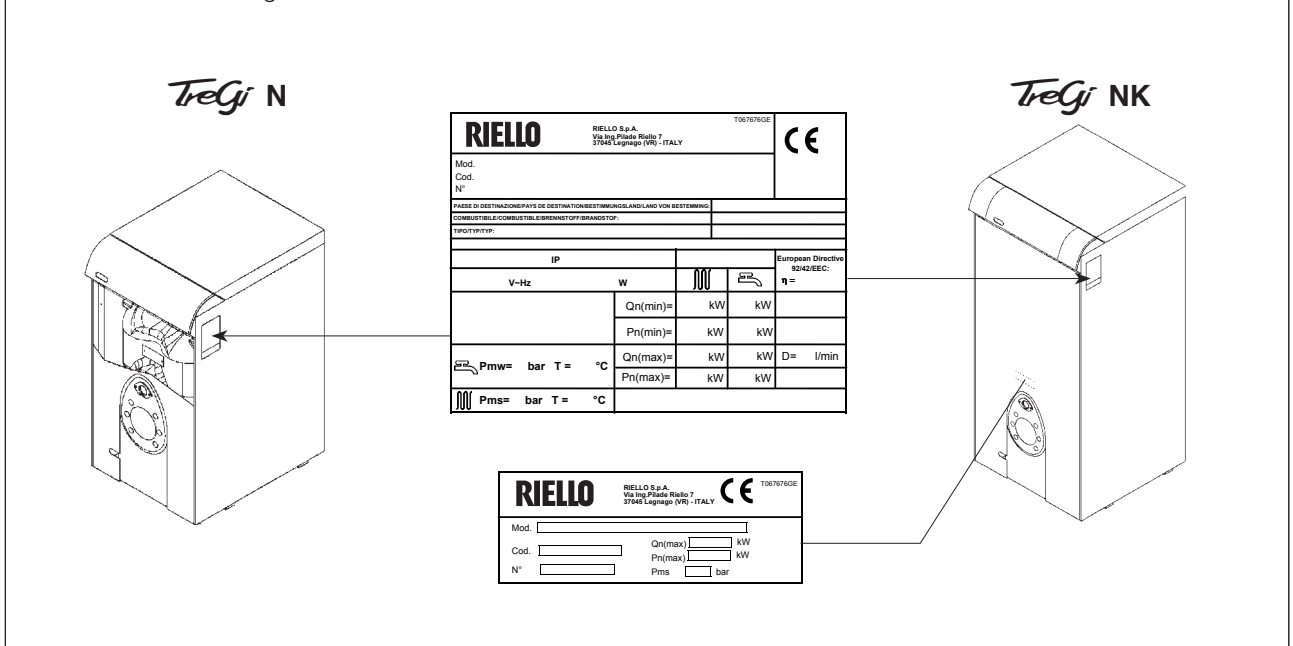 TreGi N
TreGi NK
RIELLO
RIELLO S.p.A.
Via Ing.Pilade Riello 7
37045 Legnago (VR) - ITALY
T067676GE
CE
Mod.
Cod.
N°
PAESE DI DESTINAZIONE/PAYS DE DESTINATION/BESTIMMUNGSLAND/LAND VON BESTEMMING:
COMBUSTIBILE/COMBUSTIBLE/BRENNSTOFF/BRANDSTOF:
TIPO/TYP/TYP:
IP
European Directive
92/42/EEC:
V~Hz W
η =
Qn(min)= kW kW
Pn(min)= kW kW
Pmw= bar T = °C
Qn(max)= kW kW D= l/min
Pn(max)= kW kW
Pms= bar T = °C
RIELLO
RIELLO S.p.A.
Via Ing.Pilade Riello 7
37045 Legnago (VR) - ITALY
CE
T067676GE
Mod.
Cod.
N°
Qn(max) kW
Pn(max) kW
Pms bar